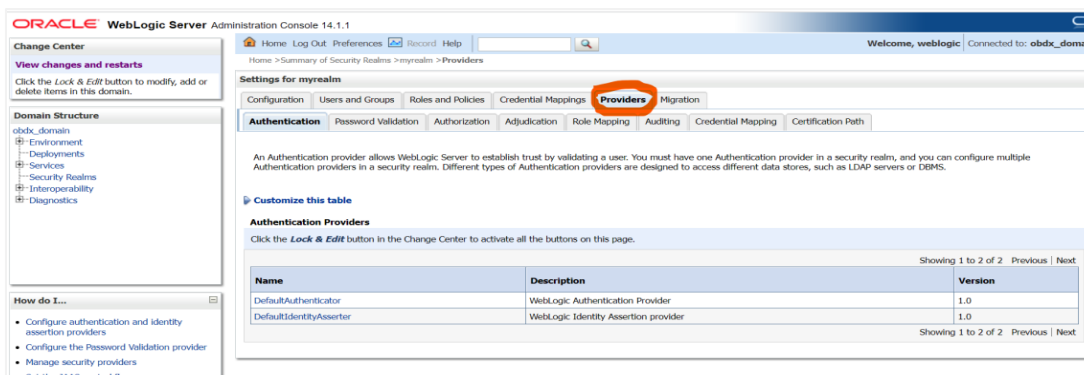 ORACLE WebLogic Server Administration Console 14.1.1
Change Center
View changes and restarts
Click the Lock & Edit button to modify, add or
delete items in this domain.
Domain Structure
obdx_domain
Environment
Deployments
Services
Security Realms
Interoperability
Diagnostics
How do I...
Configure authentication and identity
assertion providers
Configure the Password Validation provider
Manage security providers
Home Log Out Preferences Record Help
Welcome, weblogic Connected to: obdx_doma
Home >Summary of Security Realms >myrealm >Providers
Settings for myrealm
Configuration Users and Groups Roles and Policies Credential Mappings Providers Migration
Authentication Password Validation Authorization Adjudication Role Mapping Auditing Credential Mapping Certification Path
An Authentication provider allows WebLogic Server to establish trust by validating a user. You must have one Authentication provider in a security realm, and you can configure multiple
Authentication providers in a security realm. Different types of Authentication providers are designed to access different data stores, such as LDAP servers or DBMS.
Customize this table
Authentication Providers
Click the Lock & Edit button in the Change Center to activate all the buttons on this page.
Showing 1 to 2 of 2 Previous | Next
Name Description Version
DefaultAuthenticator WebLogic Authentication Provider 1.0
DefaultIdentityAsserter WebLogic Identity Assertion provider 1.0
Showing 1 to 2 of 2 Previous | Next